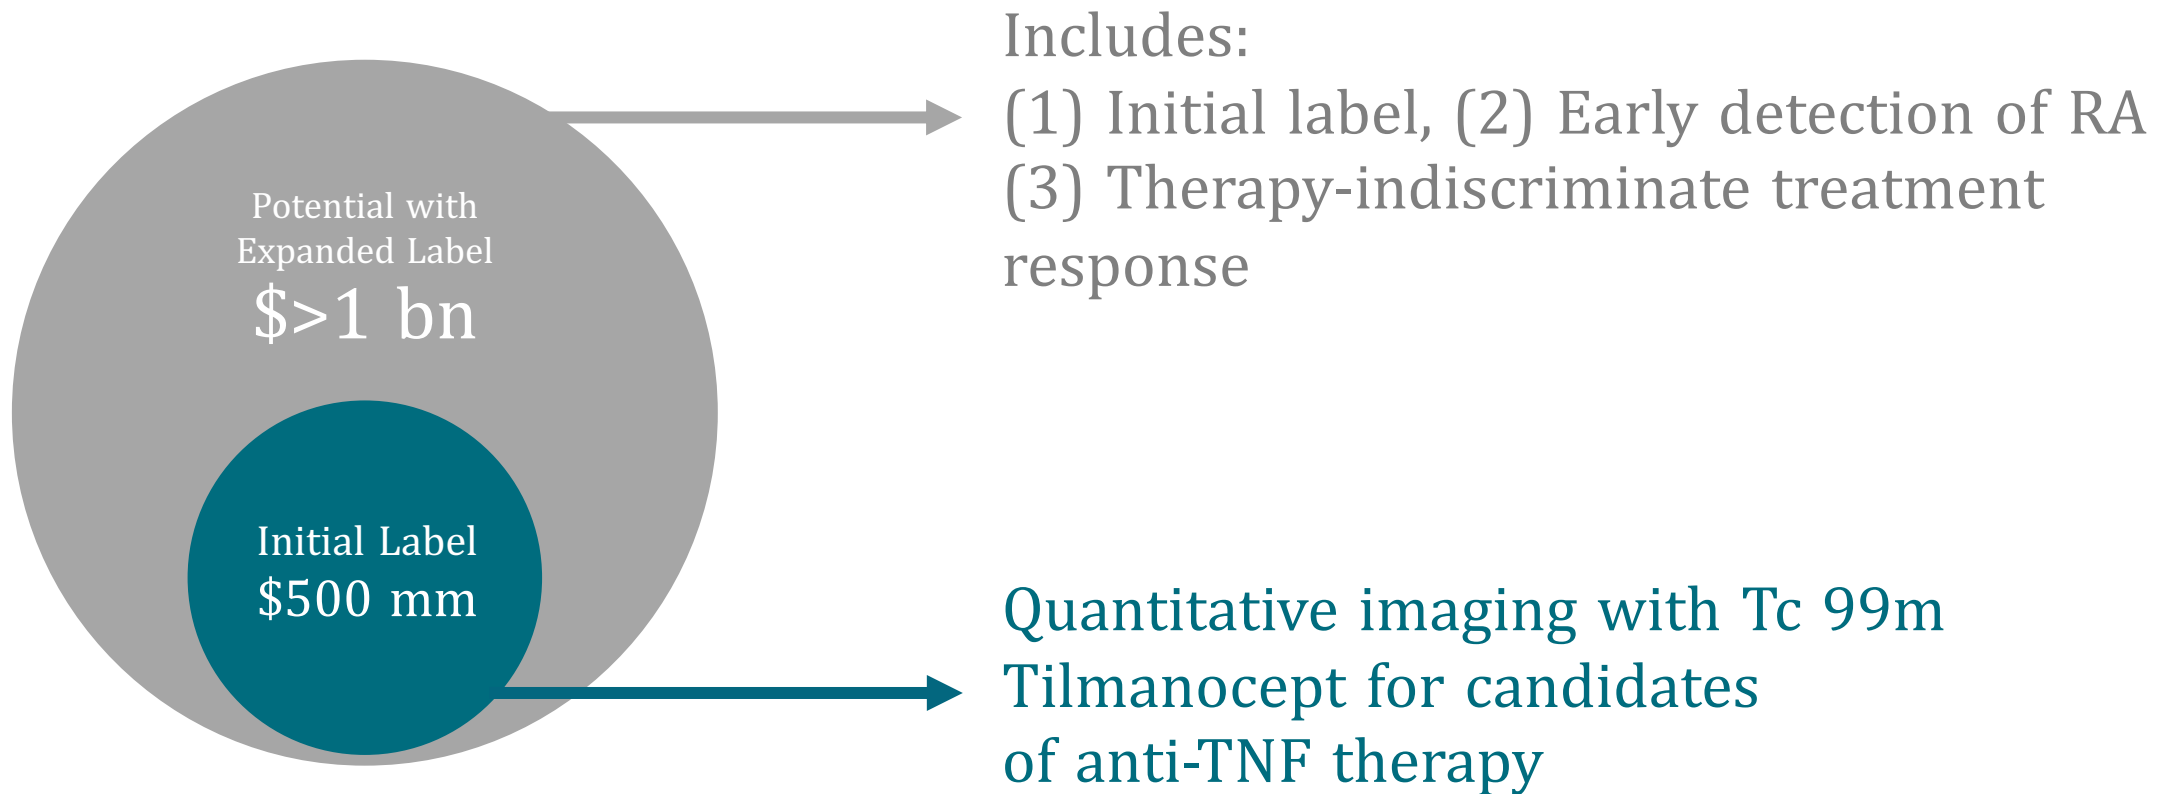 Includes:
(1) Initial label, (2) Early detection of RA
(3) Therapy-indiscriminate treatment
response
Potential with
Expanded Label
$>1 bn
Initial Label
$500 mm
Quantitative imaging with Tc 99m
Tilmanocept for candidates
of anti-TNF therapy